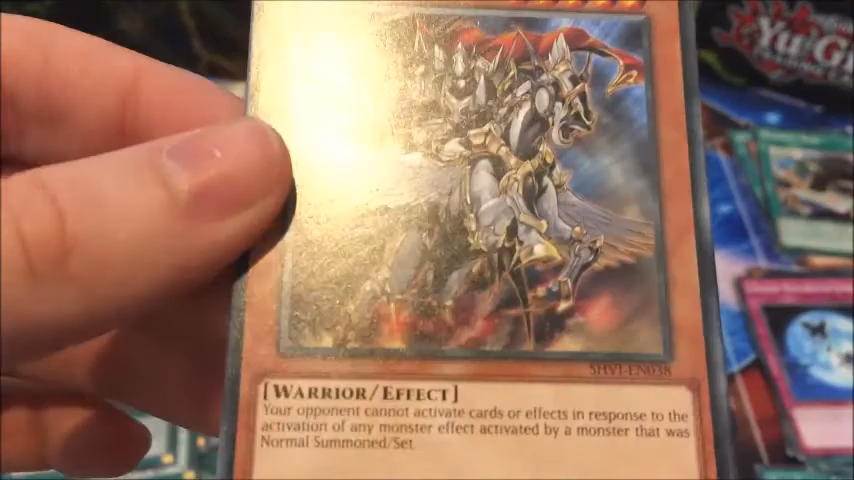 Yu-G
SHVI-EN038
[WARRIOR/EFFECT]
YOUR OPPONENT CANNOT ACTIVATE CARDS OR EFFECTS IN RESPONSE TO THE
ACTIVATION OF ANY MONSTER EFFECT ACTIVATED BY A MONSTER THAT WAS
NORMAL SUMMONED/SET.